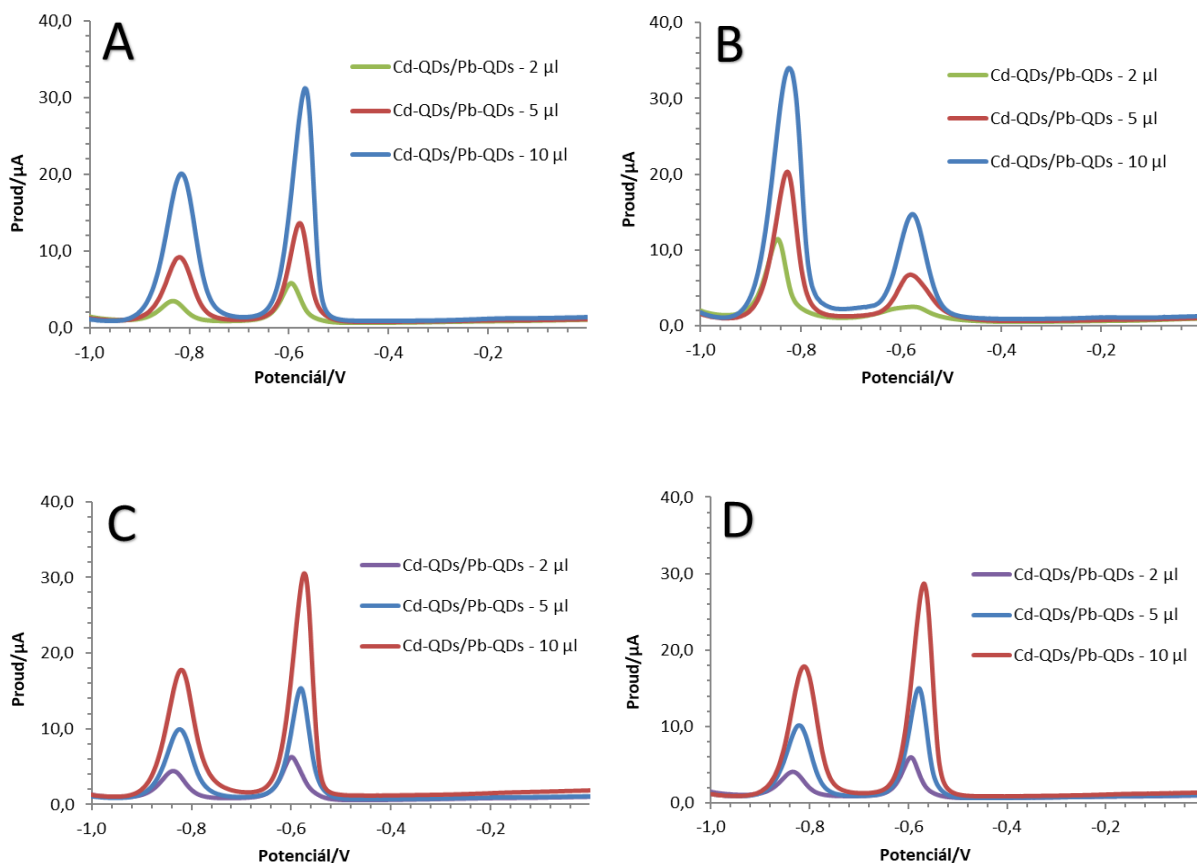 A
40,0
30,0
20,0
10,0
0,0
Proud/µA
Cd-QDs/Pb-QDs - 2 µl
Cd-QDs/Pb-QDs - 5 µl
Cd-QDs/Pb-QDs - 10 µl
-1,0 -0,8 -0,6 -0,4 -0,2
Potenciál/V
B
40,0
30,0
20,0
10,0
0,0
Proud/µA
Cd-QDs/Pb-QDs - 2 µl
Cd-QDs/Pb-QDs - 5 µl
Cd-QDs/Pb-QDs - 10 µl
-1,0 -0,8 -0,6 -0,4 -0,2
Potenciál/V
C
40,0
30,0
20,0
10,0
0,0
Proud/µA
Cd-QDs/Pb-QDs - 2 µl
Cd-QDs/Pb-QDs - 5 µl
Cd-QDs/Pb-QDs - 10 µl
-1,0 -0,8 -0,6 -0,4 -0,2
Potenciál/V
D
40,0
30,0
20,0
10,0
0,0
Proud/µA
Cd-QDs/Pb-QDs - 2 µl
Cd-QDs/Pb-QDs - 5 µl
Cd-QDs/Pb-QDs - 10 µl
-1,0 -0,8 -0,6 -0,4 -0,2
Potenciál/V